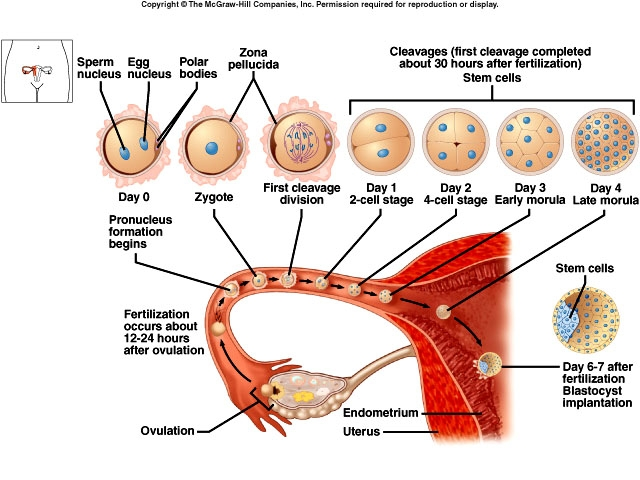 Copyright © The McGraw-Hill Companies, Inc. Permission required for reproduction or display.
Sperm
nucleus
Egg
nucleus
Polar
bodies
Zona
pellucida
Cleavages (first cleavage completed
about 30 hours after fertilization)
Stem cells
Day 0
Zygote
First cleavage
division
Day 1
2-cell stage
Day 2
4-cell stage
Day 3
Early morula
Day 4
Late morula
Pronucleus
formation
begins
Fertilization
occurs about
12-24 hours
after ovulation
Stem cells
Day 6-7 after
fertilization
Blastocyst
implantation
Ovulation
Endometrium
Uterus